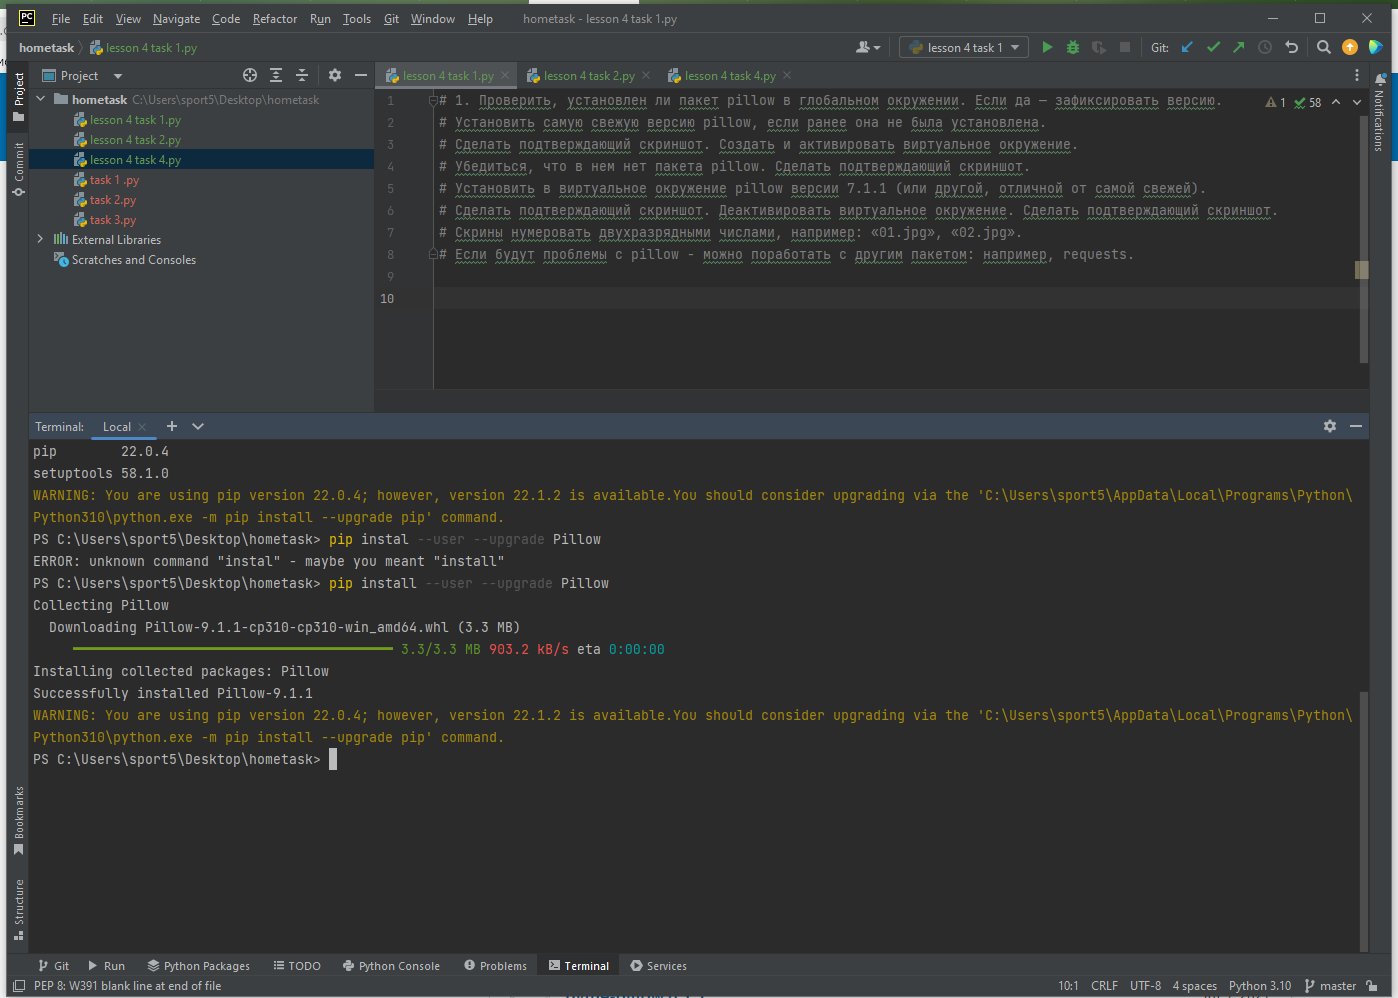 File Edit View Navigate Code Refactor Run Tools Git Window Help hometask - lesson 4 task 1.py
hometask lesson 4 task 1.py
lesson 4 task 1 Git:
Project
lesson 4 task 1.py lesson 4 task 2.py lesson 4 task 4.py
hometask C:\Users\sport5\Desktop\hometask
lesson 4 task 1.py
lesson 4 task 2.py
lesson 4 task 4.py
task 1 .py
task 2.py
task 3.py
External Libraries
Scratches and Consoles
Project
Commit
Bookmarks
Structure
Notifications
1 58
1 # 1. Проверить, установлен ли пакет pillow в глобальном окружении. Если да — зафиксировать версию.
2 # Установить самую свежую версию pillow, если ранее она не была установлена.
3 # Сделать подтверждающий скриншот. Создать и активировать виртуальное окружение.
4 # Убедиться, что в нем нет пакета pillow. Сделать подтверждающий скриншот.
5 # Установить в виртуальное окружение pillow версии 7.1.1 (или другой, отличной от самой свежей).
6 # Сделать подтверждающий скриншот. Деактивировать виртуальное окружение. Сделать подтверждающий скриншот.
7 # Скрины нумеровать двухразрядными числами, например: «01.jpg», «02.jpg».
8 # Если будут проблемы с pillow - можно поработать с другим пакетом: например, requests.
9
10
Terminal: Local
pip 22.0.4
setuptools 58.1.0
WARNING: You are using pip version 22.0.4; however, version 22.1.2 is available.You should consider upgrading via the 'C:\Users\sport5\AppData\Local\Programs\Python\
Python310\python.exe -m pip install --upgrade pip' command.
PS C:\Users\sport5\Desktop\hometask> pip instal --user --upgrade Pillow
ERROR: unknown command "instal" - maybe you meant "install"
PS C:\Users\sport5\Desktop\hometask> pip install --user --upgrade Pillow
Collecting Pillow
Downloading Pillow-9.1.1-cp310-cp310-win_amd64.whl (3.3 MB)
3.3/3.3 MB 903.2 kB/s eta 0:00:00
Installing collected packages: Pillow
Successfully installed Pillow-9.1.1
WARNING: You are using pip version 22.0.4; however, version 22.1.2 is available.You should consider upgrading via the 'C:\Users\sport5\AppData\Local\Programs\Python\
Python310\python.exe -m pip install --upgrade pip' command.
PS C:\Users\sport5\Desktop\hometask>
Git Run Python Packages TODO Python Console Problems Terminal Services
PEP 8: W391 blank line at end of file 10:1 CRLF UTF-8 4 spaces Python 3.10 master